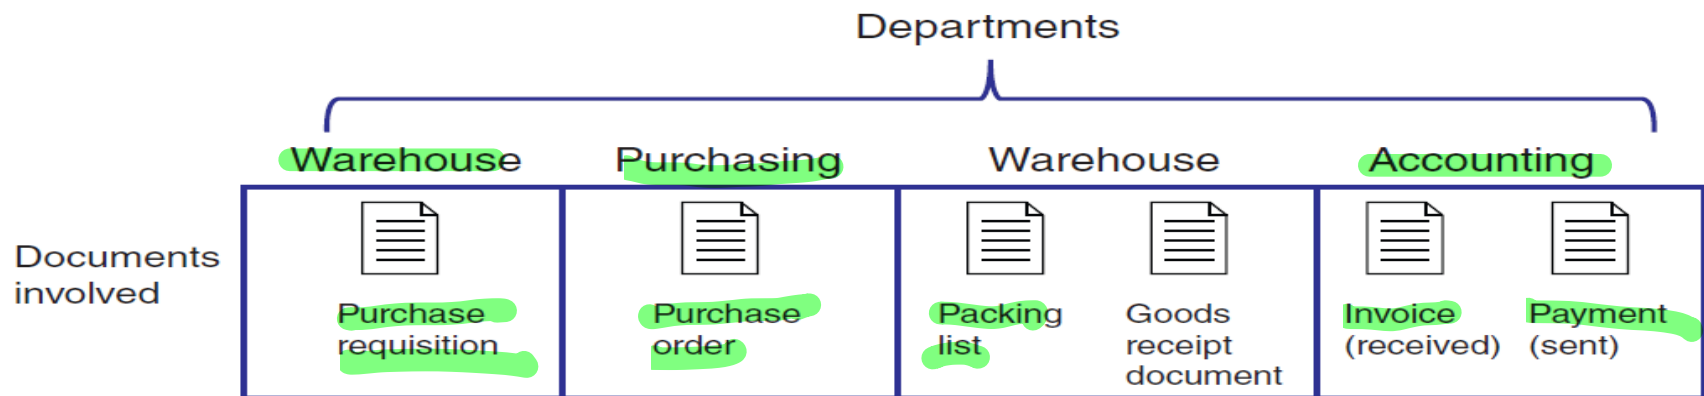 Departments
Warehouse
Purchasing
Warehouse
Accounting
Documents
involved
Purchase
requisition
Purchase
order
Packing
list
Goods
receipt
document
Invoice
(received)
Payment
(sent)